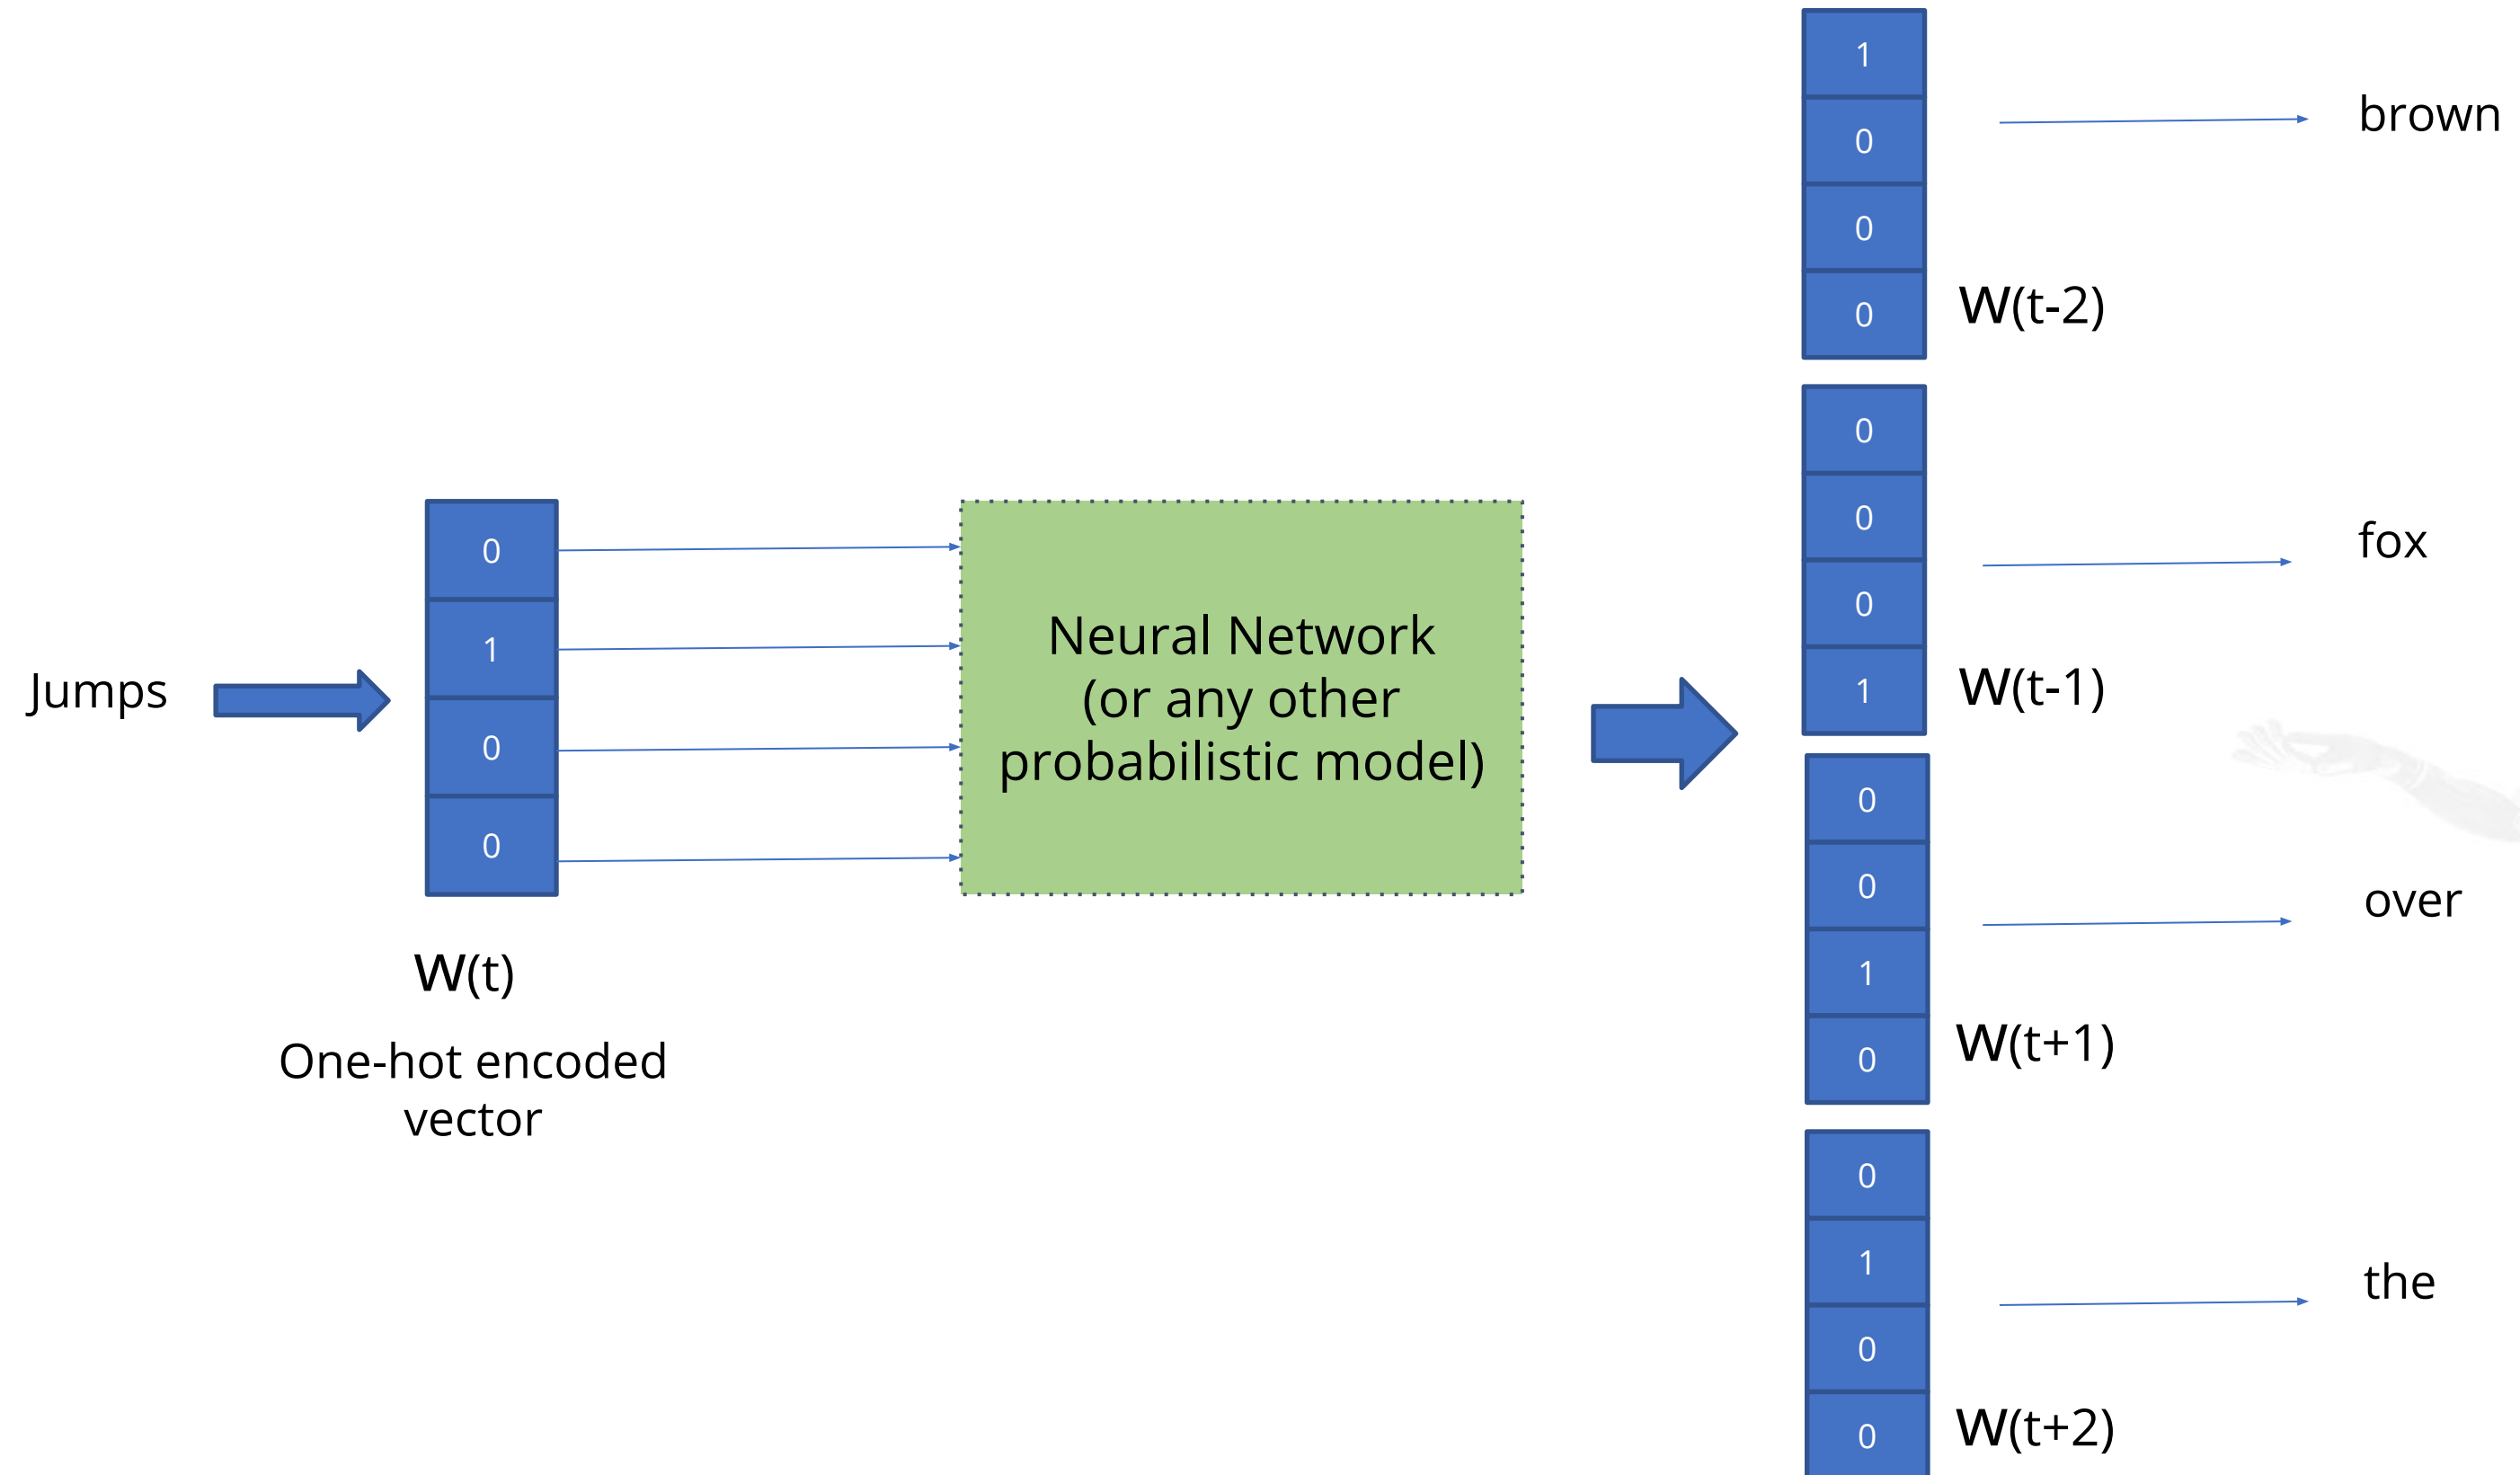 Jumps
0
1
0
0
W(t)
One-hot encoded
vector
Neural Network
(or any other
probabilistic model)
1
0
0
0
W(t-2)
brown
0
0
0
1
W(t-1)
fox
0
0
1
0
W(t+1)
over
0
1
0
0
W(t+2)
the